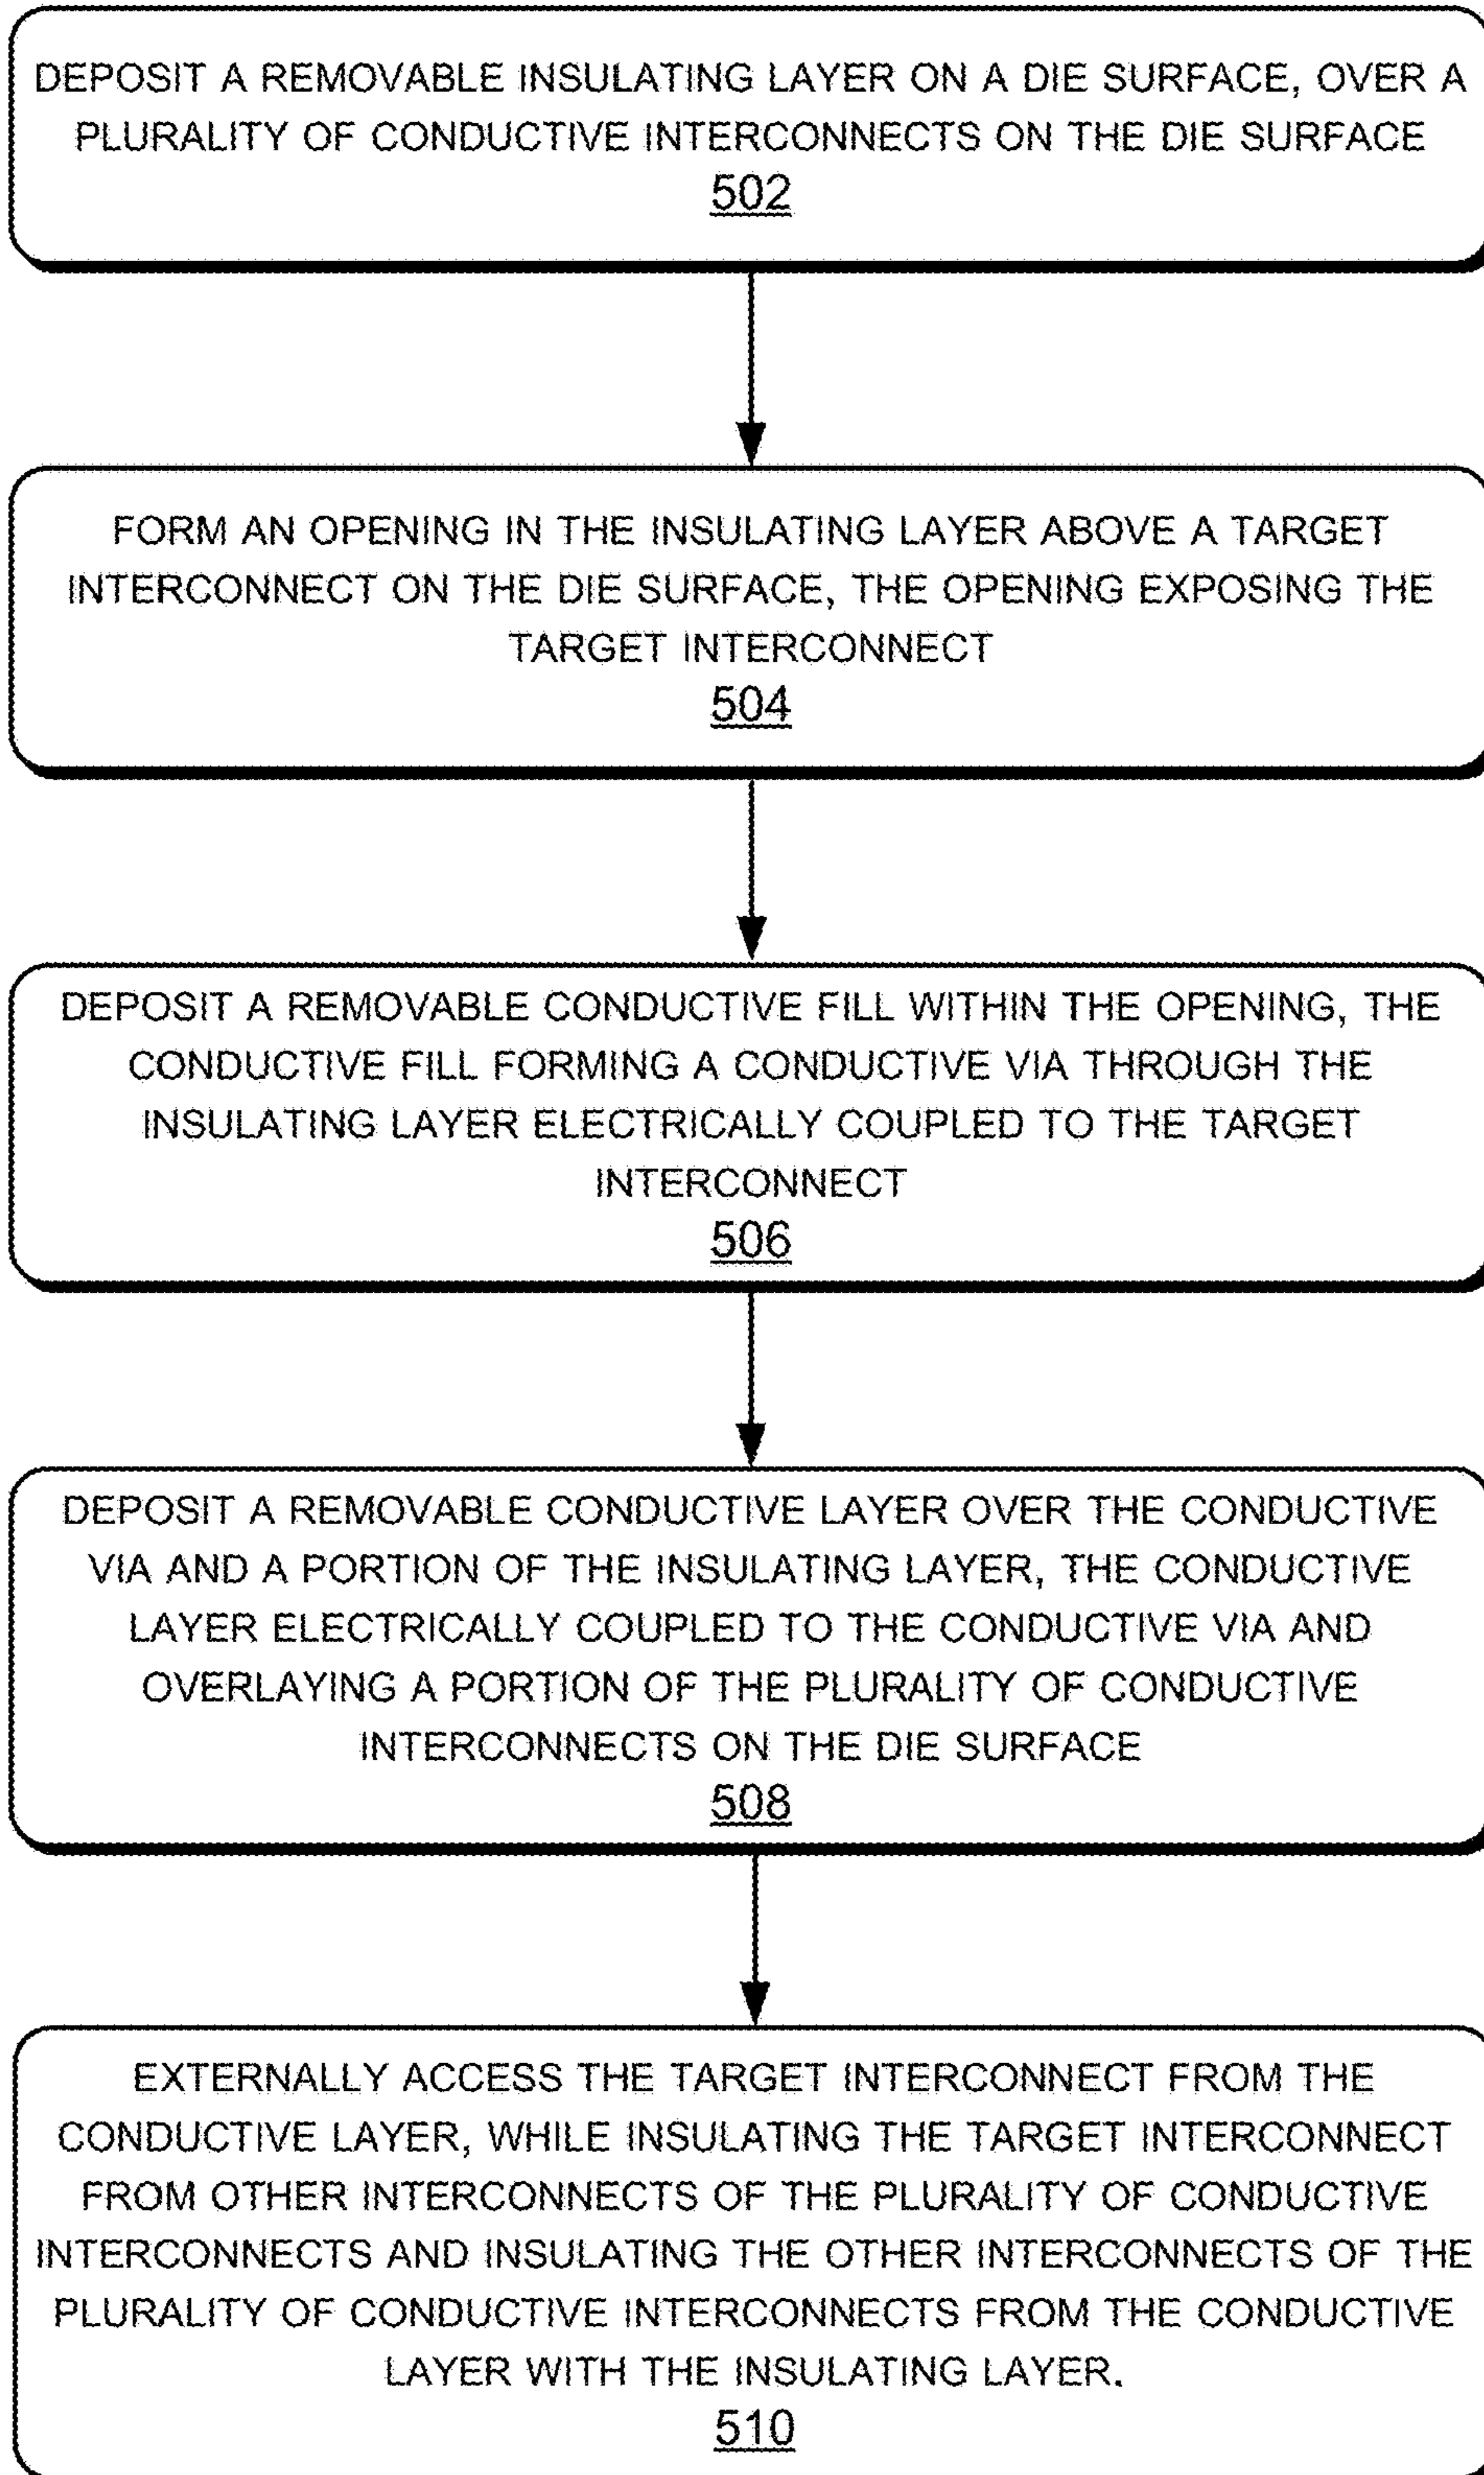 DEPOSIT A REMOVABLE INSULATING LAYER ON A DIE SURFACE, OVER A
PLURALITY OF CONDUCTIVE INTERCONNECTS ON THE DIE SURFACE
502
FORM AN OPENING IN THE INSULATING LAYER ABOVE A TARGET
INTERCONNECT ON THE DIE SURFACE, THE OPENING EXPOSING THE
TARGET INTERCONNECT
504
DEPOSIT A REMOVABLE CONDUCTIVE FILL WITHIN THE OPENING, THE
CONDUCTIVE FILL FORMING A CONDUCTIVE VIA THROUGH THE
INSULATING LAYER ELECTRICALLY COUPLED TO THE TARGET
INTERCONNECT
506
DEPOSIT A REMOVABLE CONDUCTIVE LAYER OVER THE CONDUCTIVE
VIA AND A PORTION OF THE INSULATING LAYER, THE CONDUCTIVE
LAYER ELECTRICALLY COUPLED TO THE CONDUCTIVE VIA AND
OVERLAYING A PORTION OF THE PLURALITY OF CONDUCTIVE
INTERCONNECTS ON THE DIE SURFACE
508
EXTERNALLY ACCESS THE TARGET INTERCONNECT FROM THE
CONDUCTIVE LAYER, WHILE INSULATING THE TARGET INTERCONNECT
FROM OTHER INTERCONNECTS OF THE PLURALITY OF CONDUCTIVE
INTERCONNECTS AND INSULATING THE OTHER INTERCONNECTS OF THE
PLURALITY OF CONDUCTIVE INTERCONNECTS FROM THE CONDUCTIVE
LAYER WITH THE INSULATING LAYER.
510